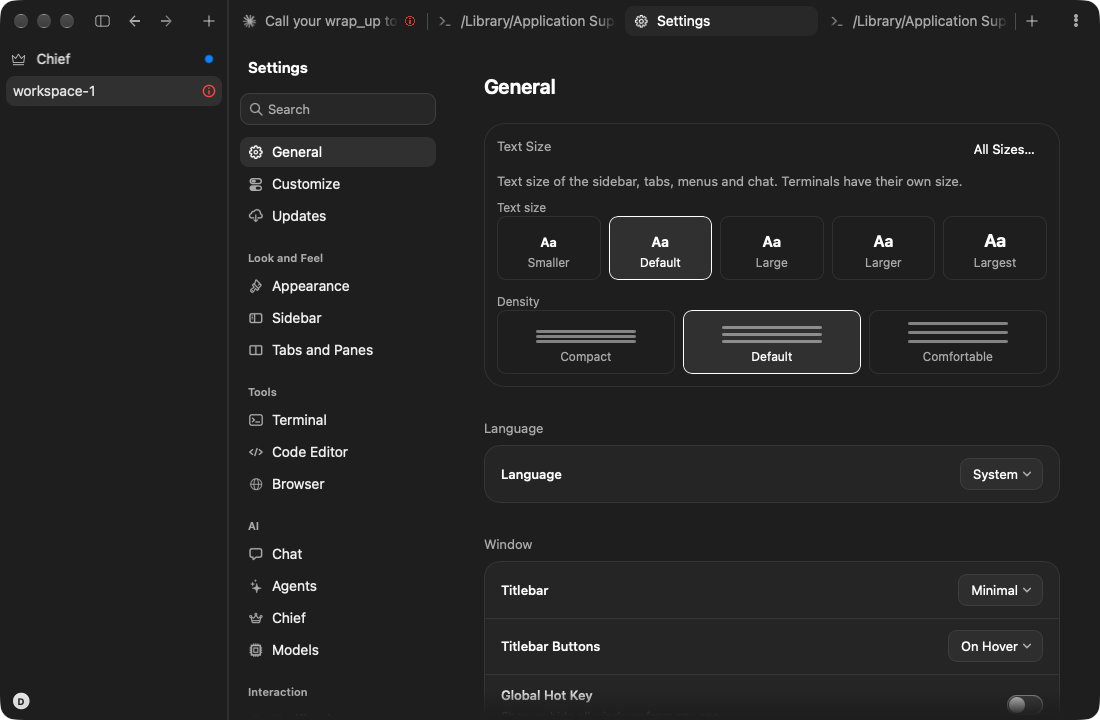 Call your wrap_up to
/Library/Application Sup
Settings
/Library/Application Sup
Chief
workspace-1
D
Settings
Search
General
Customize
Updates
Look and Feel
Appearance
Sidebar
Tabs and Panes
Tools
Terminal
Code Editor
Browser
AI
Chat
Agents
Chief
Models
Interaction
General
Text Size
All Sizes...
Text size of the sidebar, tabs, menus and chat. Terminals have their own size.
Text size
Aa Aa Aa Aa Aa
Smaller Default Large Larger Largest
Density
Compact Default Comfortable
Language
Language
System
Window
Titlebar
Minimal
Titlebar Buttons
On Hover
Global Hot Key